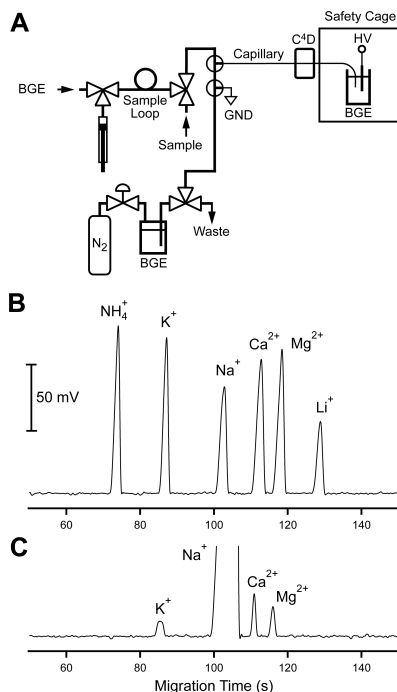 A
Safety Cage
C⁴D
HV
Capillary
BGE
Sample
Loop
GND
BGE
Sample
N₂
Waste
BGE
B
NH₄⁺
K⁺
Na⁺
Ca²⁺
Mg²⁺
Li⁺
50 mV
60 80 100 120 140
C
Na⁺
K⁺
Ca²⁺
Mg²⁺
60 80 100 120 140
Migration Time (s)